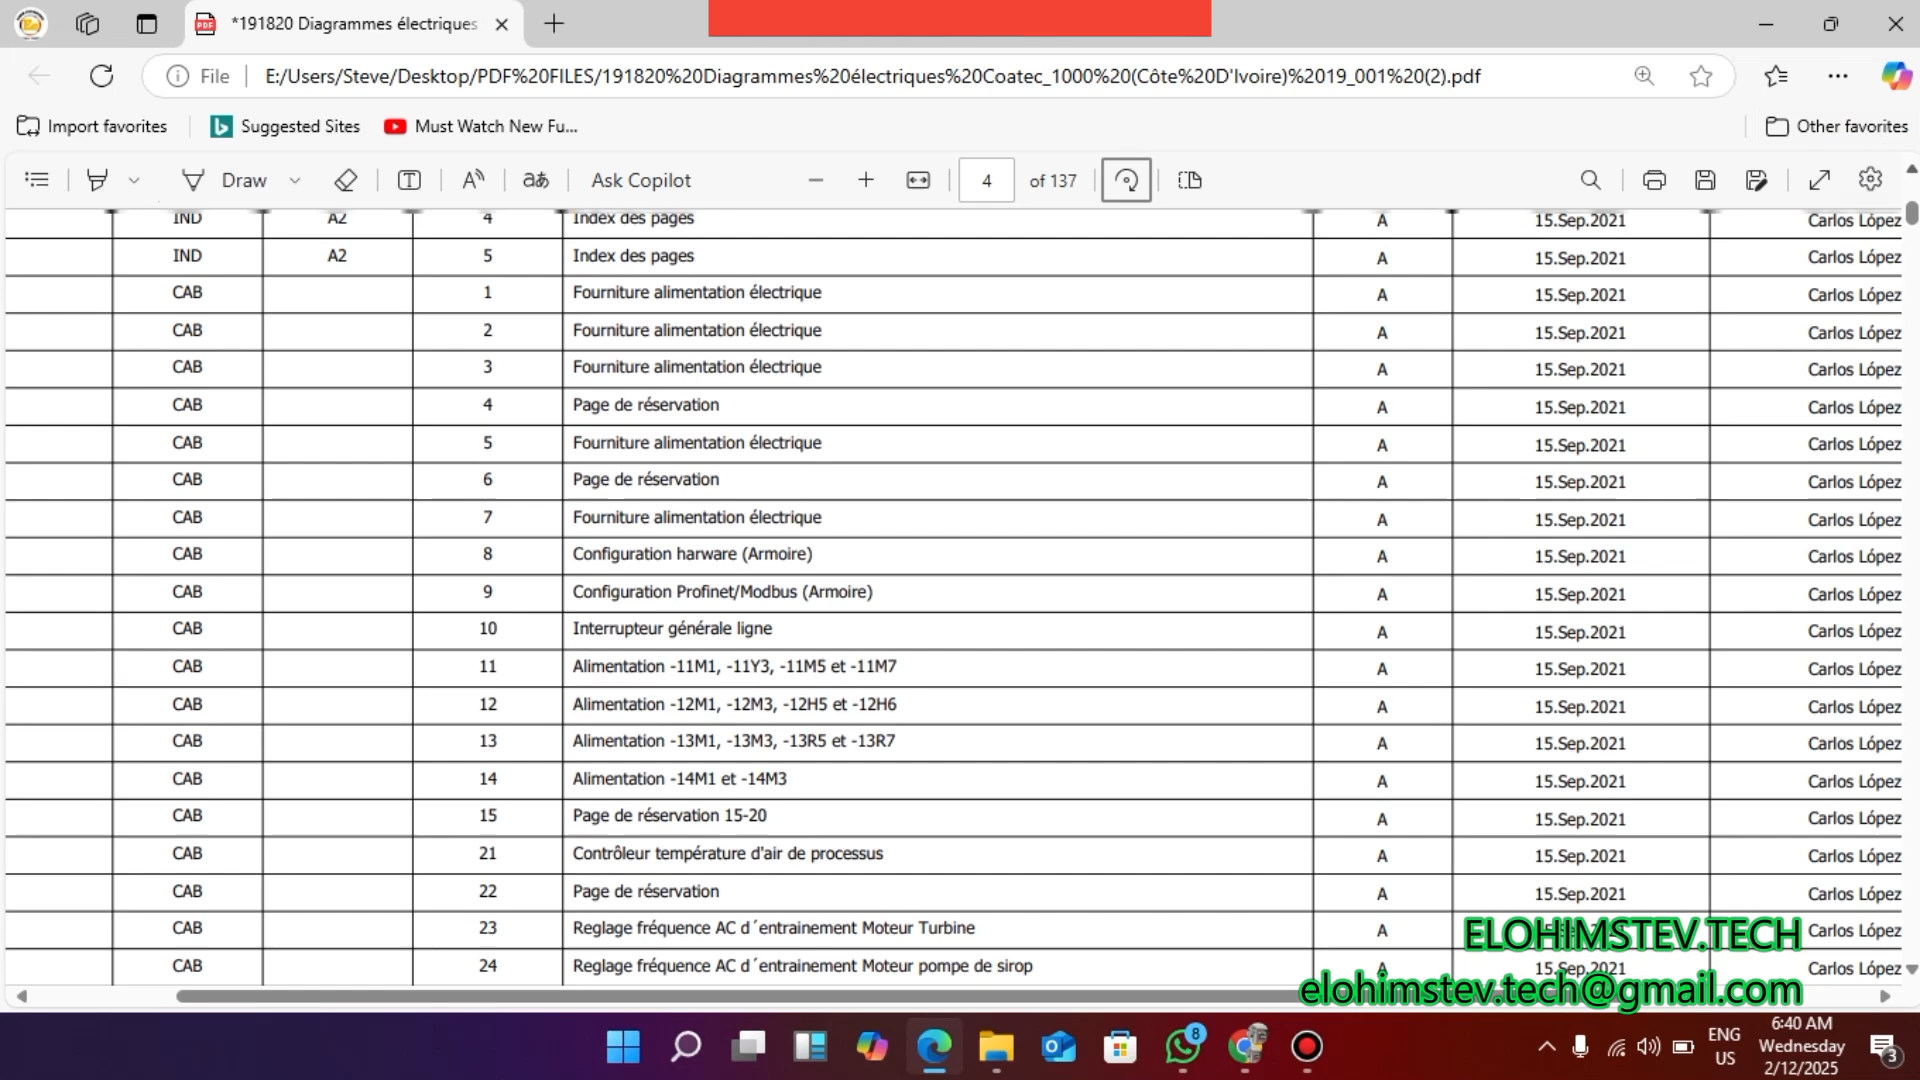 *191820 Diagrammes électriques
File E:/Users/Steve/Desktop/PDF%20FILES/191820%20Diagrammes%20électriques%20Coatec_1000%20(Côte%20D'Ivoire)%2019_001%20(2).pdf
Import favorites Suggested Sites Must Watch New Fu... Other favorites
Draw Ask Copilot 4 of 137
IND A2 4 Index des pages A 15.Sep.2021 Carlos López
IND A2 5 Index des pages A 15.Sep.2021 Carlos López
CAB 1 Fourniture alimentation électrique A 15.Sep.2021 Carlos López
CAB 2 Fourniture alimentation électrique A 15.Sep.2021 Carlos López
CAB 3 Fourniture alimentation électrique A 15.Sep.2021 Carlos López
CAB 4 Page de réservation A 15.Sep.2021 Carlos López
CAB 5 Fourniture alimentation électrique A 15.Sep.2021 Carlos López
CAB 6 Page de réservation A 15.Sep.2021 Carlos López
CAB 7 Fourniture alimentation électrique A 15.Sep.2021 Carlos López
CAB 8 Configuration harware (Armoire) A 15.Sep.2021 Carlos López
CAB 9 Configuration Profinet/Modbus (Armoire) A 15.Sep.2021 Carlos López
CAB 10 Interrupteur générale ligne A 15.Sep.2021 Carlos López
CAB 11 Alimentation -11M1, -11Y3, -11M5 et -11M7 A 15.Sep.2021 Carlos López
CAB 12 Alimentation -12M1, -12M3, -12H5 et -12H6 A 15.Sep.2021 Carlos López
CAB 13 Alimentation -13M1, -13M3, -13R5 et -13R7 A 15.Sep.2021 Carlos López
CAB 14 Alimentation -14M1 et -14M3 A 15.Sep.2021 Carlos López
CAB 15 Page de réservation 15-20 A 15.Sep.2021 Carlos López
CAB 21 Contrôleur température d'air de processus A 15.Sep.2021 Carlos López
CAB 22 Page de réservation A 15.Sep.2021 Carlos López
CAB 23 Reglage fréquence AC d´entrainement Moteur Turbine A Carlos López
CAB 24 Reglage fréquence AC d´entrainement Moteur pompe de sirop A 15.Sep.2021 Carlos López
ELOHIMSTEV.TECH
elohimstev.tech@gmail.com
8
ENG
US
6:40 AM
Wednesday
2/12/2025
3